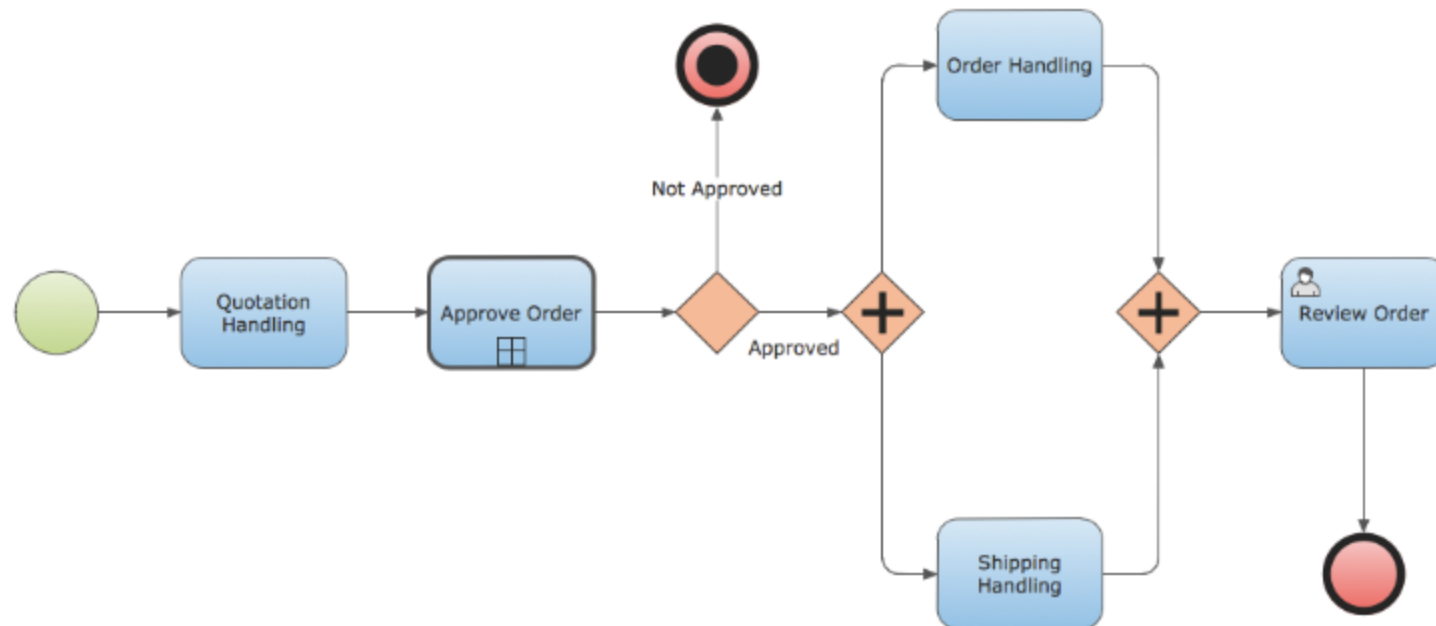 Order Handling
Not Approved
Quotation
Handling
Approve Order
Approved
Review Order
Shipping
Handling